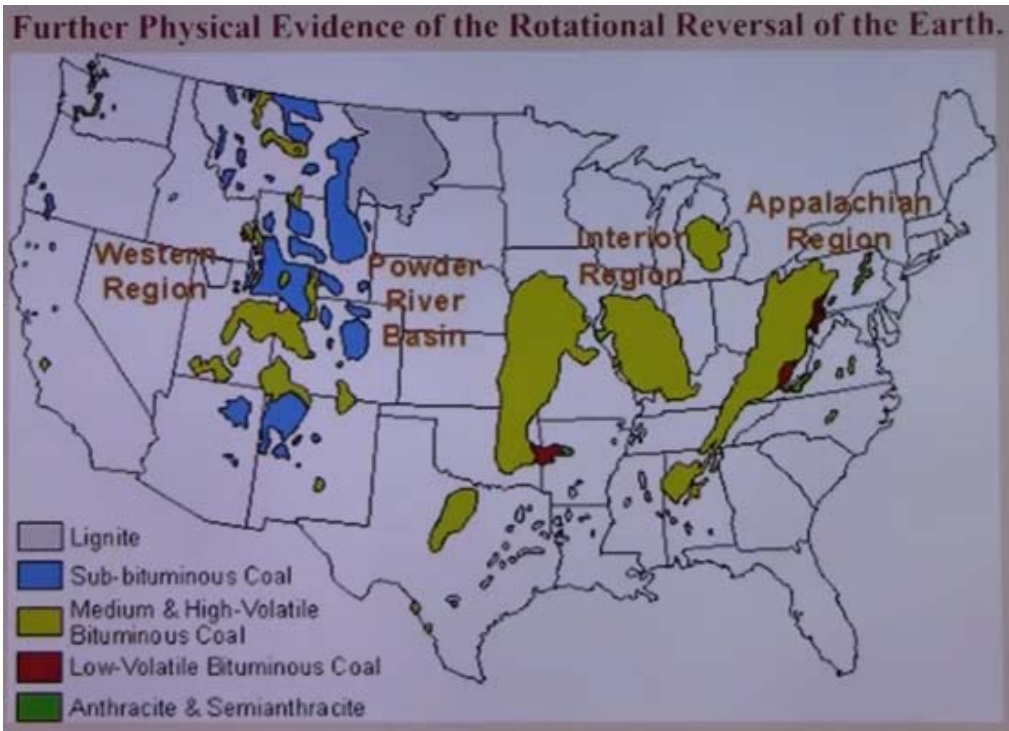 Further Physical Evidence of the Rotational Reversal of the Earth.
Appalachian
Region
Interior
Region
Western
Region
Powder
River
Basin
Lignite
Sub-bituminous Coal
Medium & High-Volatile
Bituminous Coal
Low-Volatile Bituminous Coal
Anthracite & Semianthracite